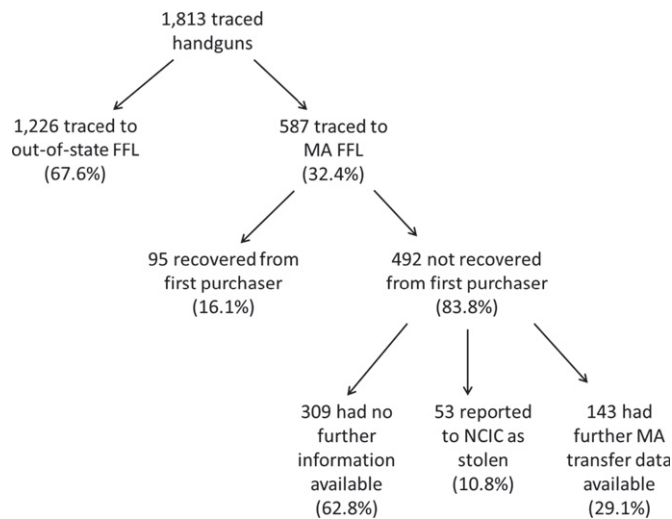 1,813 traced
handguns
1,226 traced to
out-of-state FFL
(67.6%)
587 traced to
MA FFL
(32.4%)
95 recovered from
first purchaser
(16.1%)
492 not recovered
from first purchaser
(83.8%)
309 had no
further
information
available
(62.8%)
53 reported
to NCIC as
stolen
(10.8%)
143 had
further MA
transfer data
available
(29.1%)